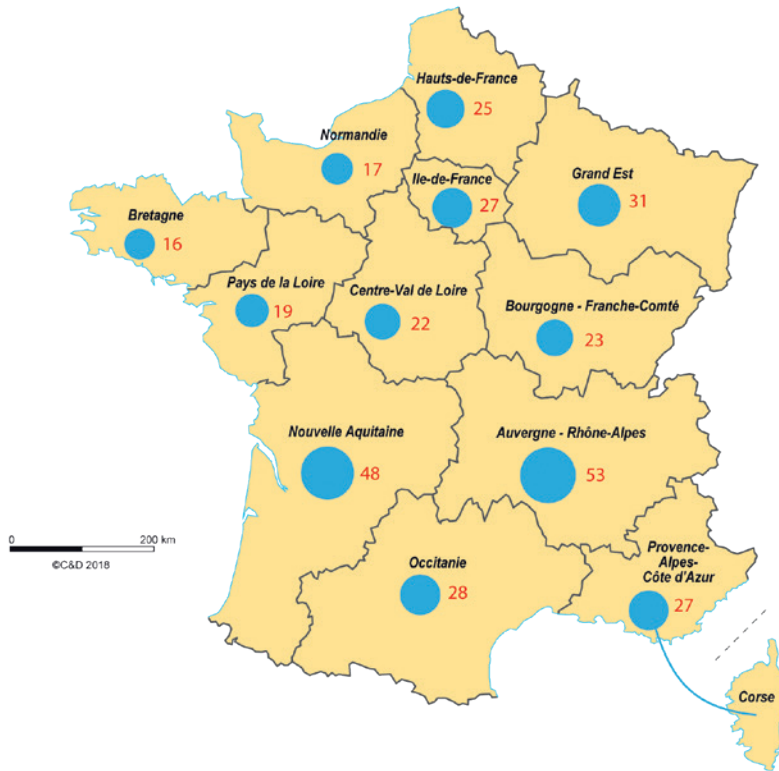 Hauts-de-France
25
Normandie
17
Ile-de-France
27
Grand Est
31
Bretagne
16
Pays de la Loire
19
Centre-Val de Loire
22
Bourgogne - Franche-Comté
23
Nouvelle Aquitaine
48
Auvergne - Rhône-Alpes
53
0
200 km
©C&D 2018
Occitanie
28
Provence-
Alpes-
Côte d'Azur
27
Corse